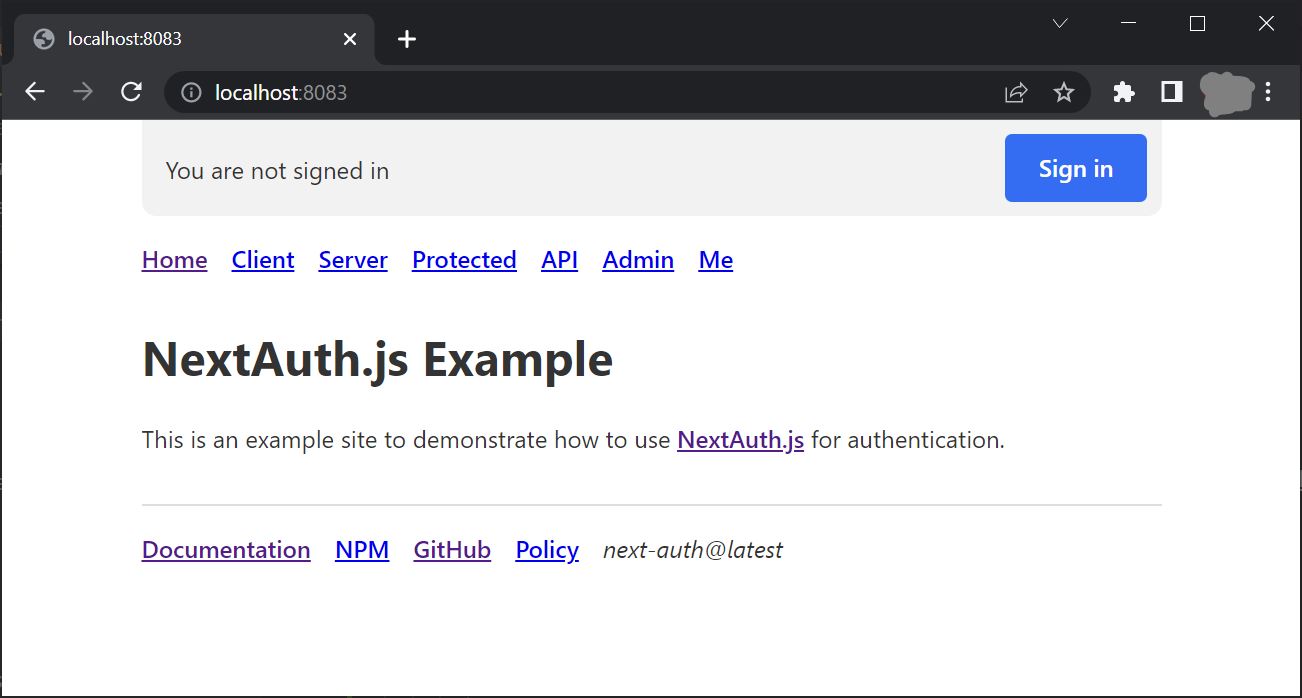 localhost:8083
localhost:8083
You are not signed in Sign in
Home Client Server Protected API Admin Me
NextAuth.js Example
This is an example site to demonstrate how to use NextAuth.js for authentication.
Documentation NPM GitHub Policy next-auth@latest